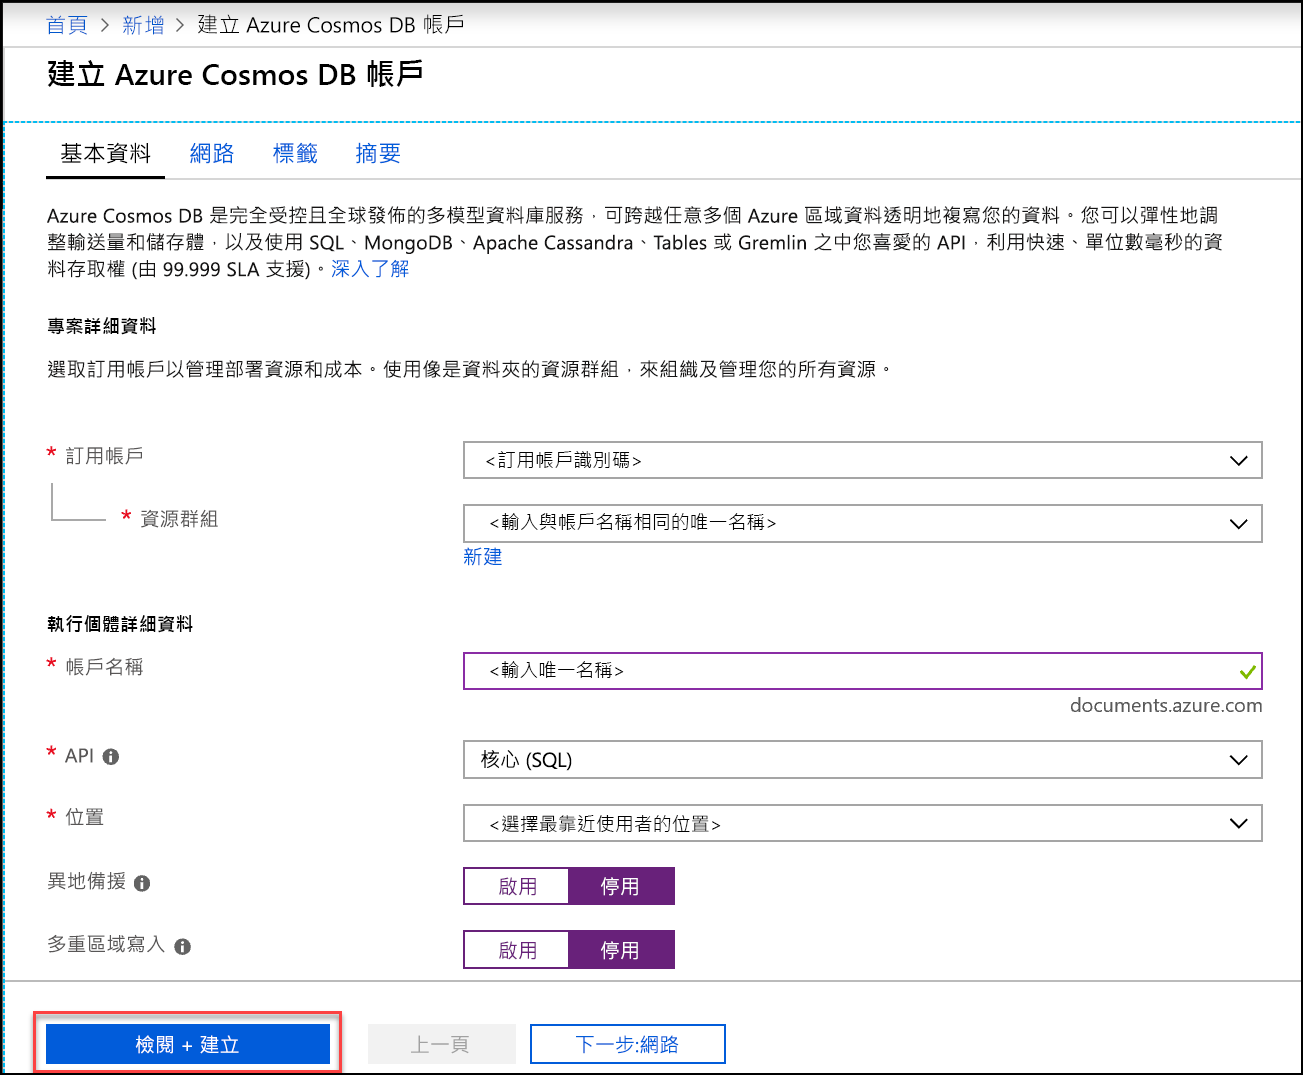 首頁 > 新增 > 建立 Azure Cosmos DB 帳戶
建立 Azure Cosmos DB 帳戶
基本資料 網路 標籤 摘要
Azure Cosmos DB 是完全受控且全球發佈的多模型資料庫服務，可跨越任意多個 Azure 區域資料透明地複寫您的資料。您可以彈性地調
整輸送量和儲存體，以及使用 SQL、MongoDB、Apache Cassandra、Tables 或 Gremlin 之中您喜愛的 API，利用快速、單位數毫秒的資
料存取權 (由 99.999 SLA 支援)。深入了解
專案詳細資料
選取訂用帳戶以管理部署資源和成本。使用像是資料夾的資源群組，來組織及管理您的所有資源。
* 訂用帳戶 <訂用帳戶識別碼>
* 資源群組 <輸入與帳戶名稱相同的唯一名稱>
新建
執行個體詳細資料
* 帳戶名稱 <輸入唯一名稱>
documents.azure.com
* API 核心 (SQL)
* 位置 <選擇最靠近使用者的位置>
異地備援 啟用 停用
多重區域寫入 啟用 停用
檢閱 + 建立 上一頁 下一步:網路